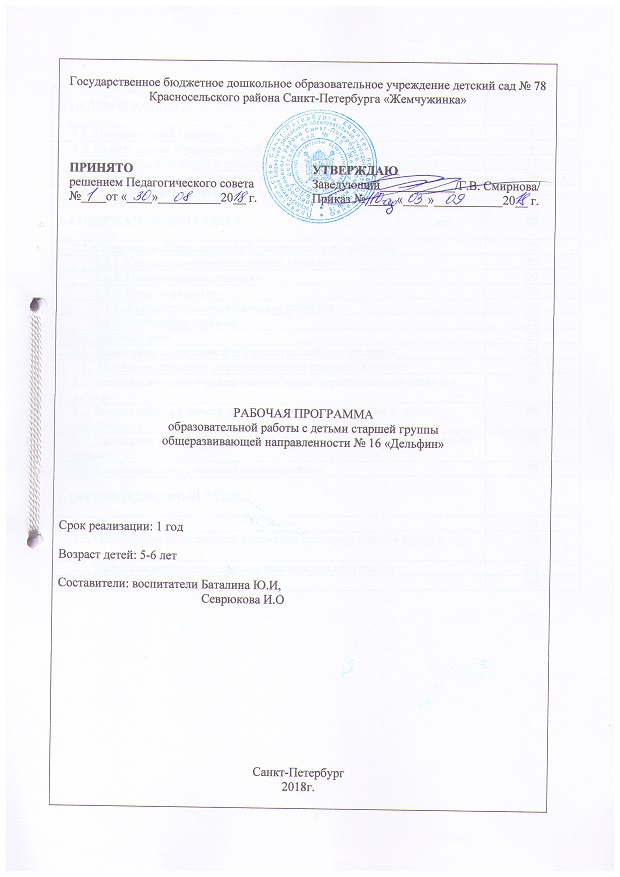 Государственное бюджетное дошкольное образовательное учреждение детский сад № 78
Красносельского района Санкт-Петербурга «Жемчужинка»
ПРИНЯТО
решением Педагогического совета
№ 1 от « 30 » 08 2018 г.
УТВЕРЖДАЮ
Заведующий /Г.В. Смирнова/
Приказ № « 03 » 09 2018 г.
РАБОЧАЯ ПРОГРАММА
образовательной работы с детьми старшей группы
общеразвивающей направленности № 16 «Дельфин»
Срок реализации: 1 год
Возраст детей: 5-6 лет
Составители: воспитатели Баталина Ю.И,
Севрюкова И.О
Санкт-Петербург
2018г.